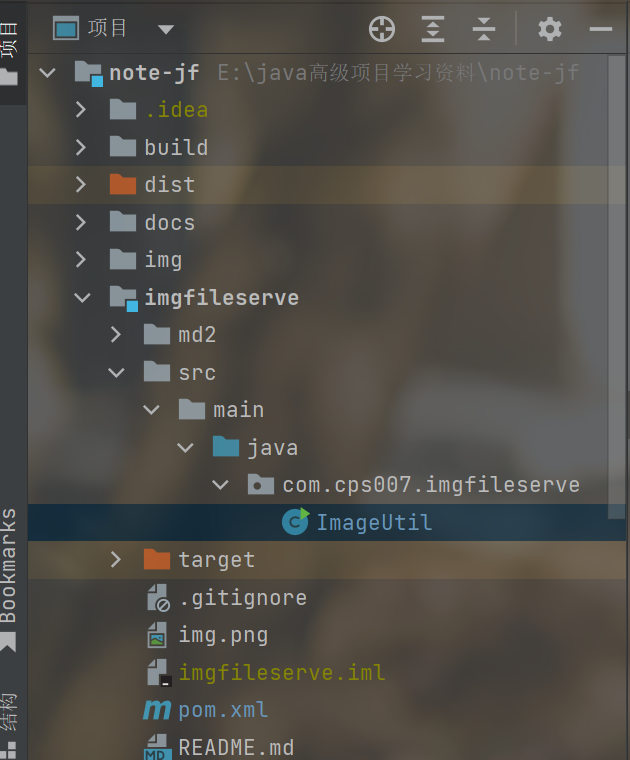 项目
项目
note-jf E:\java高级项目学习资料\note-jf
.idea
build
dist
docs
img
imgfileserve
md2
src
main
java
com.cps007.imgfileserve
C ImageUtil
target
.gitignore
img.png
imgfileserve.iml
m pom.xml
MD README.md
Bookmarks
结构